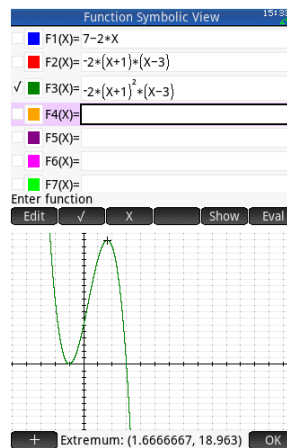 Function Symbolic View 15:33
F1(X)= 7-2*X
F2(X)= -2*(X+1)*(X-3)
✓ F3(X)= -2*(X+1)²*(X-3)
F4(X)=
F5(X)=
F6(X)=
F7(X)=
Enter function
Edit √ X Show Eval
+ Extremum: (1.6666667, 18.963) OK